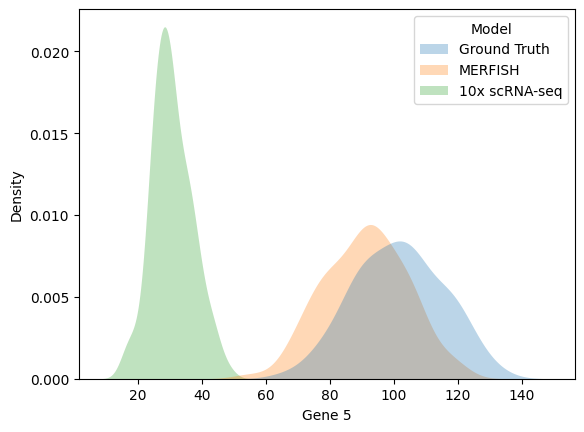 Model
Ground Truth
MERFISH
10x scRNA-seq
Density
0.020
0.015
0.010
0.005
0.000
20 40 60 80 100 120 140
Gene 5